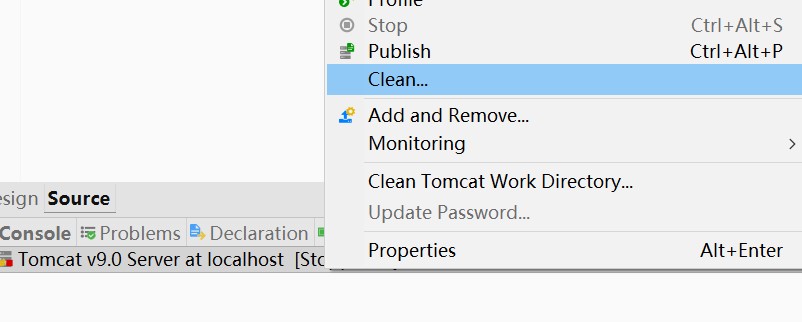 Profile
Stop Ctrl+Alt+S
Publish Ctrl+Alt+P
Clean...
Add and Remove...
Monitoring
Clean Tomcat Work Directory...
Update Password...
Properties Alt+Enter
esign Source
Console Problems Declaration
Tomcat v9.0 Server at localhost [Sto